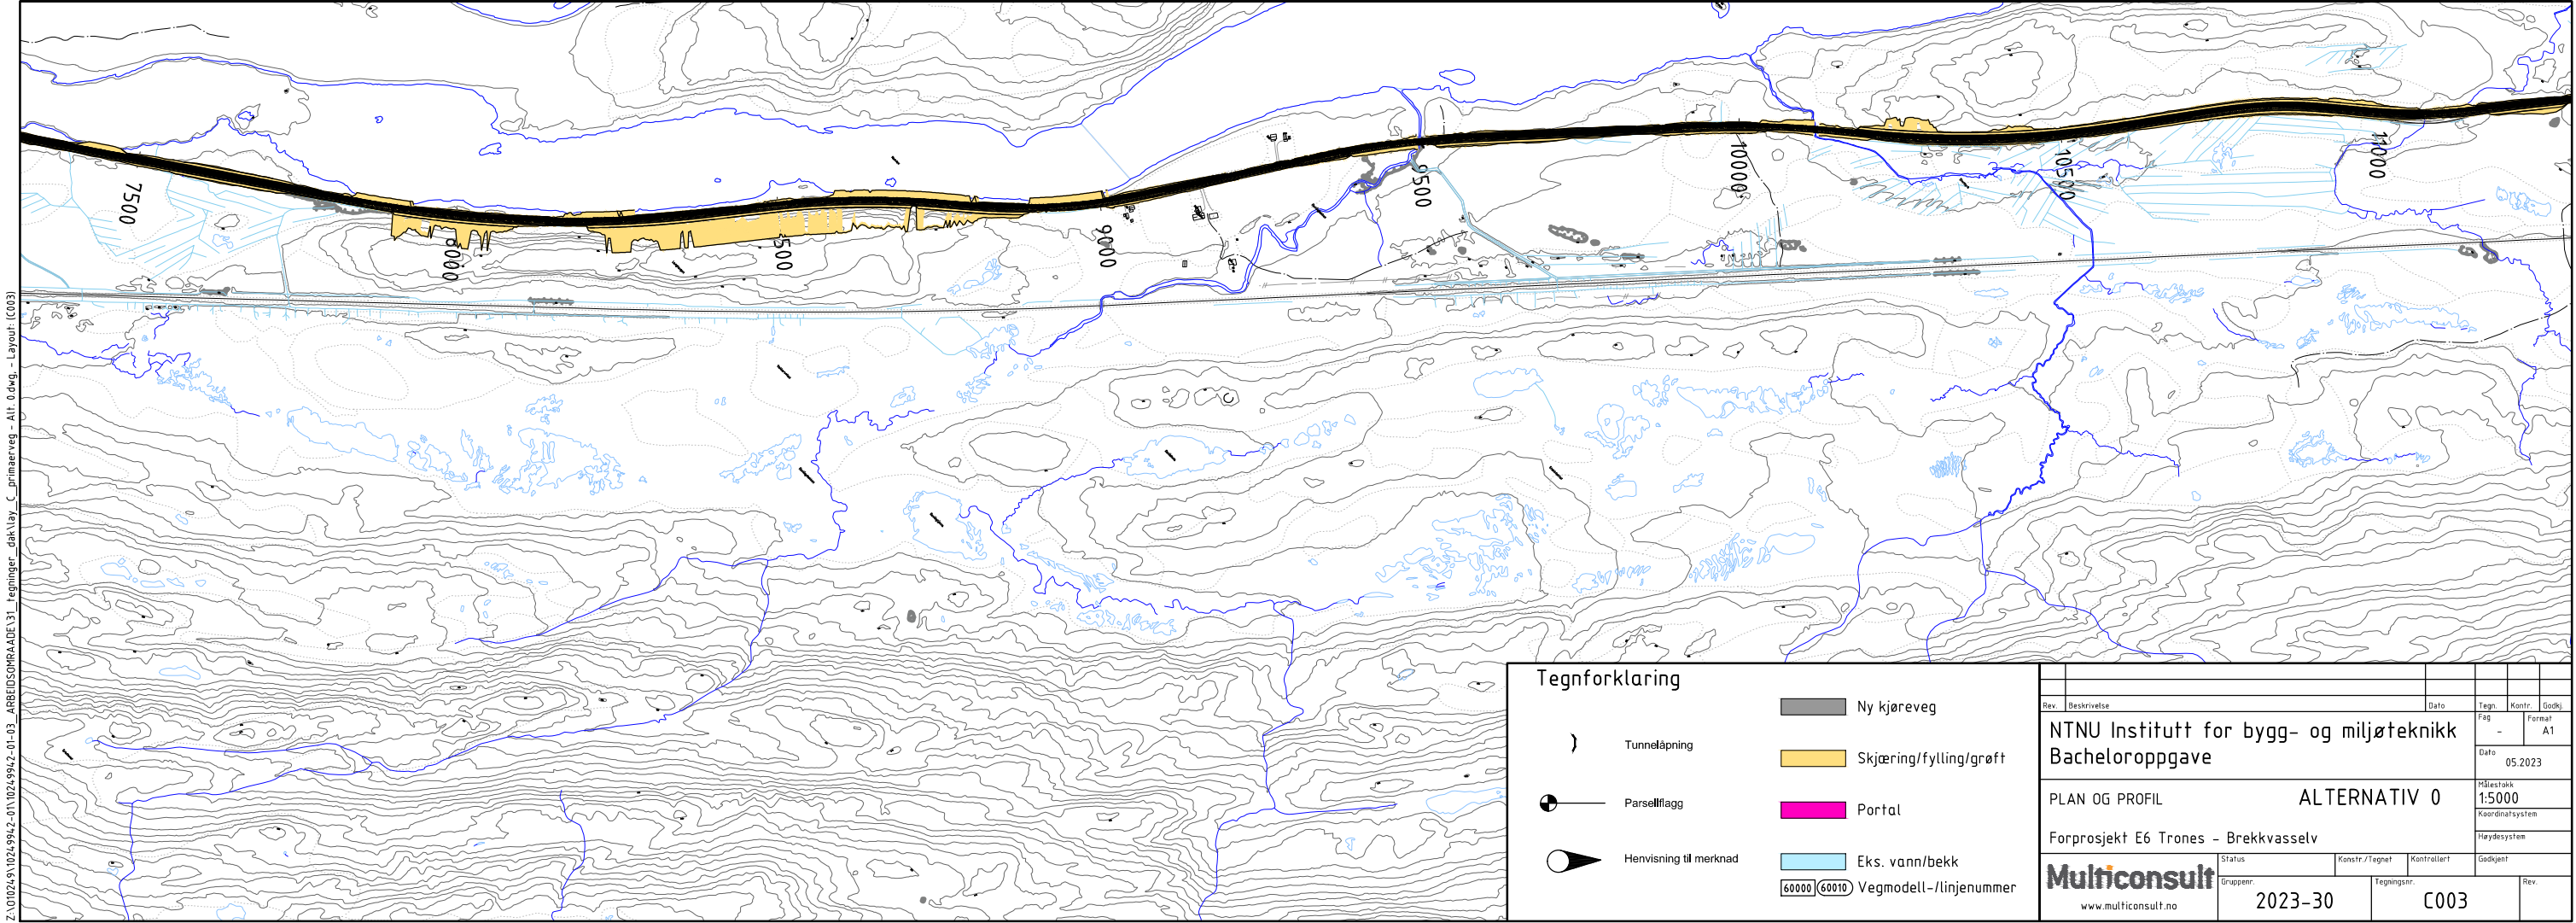 7500
8000
500
9000
9500
10000
10500
11000
Z:\010249\10249942-01\10249942-01-03_ARBEIDSOMRAADE\31_tegninger_dak\lay_C_primaerveg - Alt. 0.dwg. - Layout: (C003)
Tegnforklaring
Tunnelåpning
Parsellflagg
Henvisning til merknad
Ny kjøreveg
Skjæring/fylling/grøft
Portal
Eks. vann/bekk
60000 60010 Vegmodell-/linjenummer
Rev. Beskrivelse Dato Tegn. Kontr. Godkj.
NTNU Institutt for bygg- og miljøteknikk
Bacheloroppgave
Fag
-
Format
A1
Dato
05.2023
PLAN OG PROFIL ALTERNATIV 0
Forprosjekt E6 Trones - Brekkvasselv
Målestokk
1:5000
Koordinatsystem
Høydesystem
Multiconsult
www.multiconsult.no
Status Konstr./Tegnet Kontrollert Godkjent
Gruppenr.
2023-30
Tegningsnr.
C003
Rev.